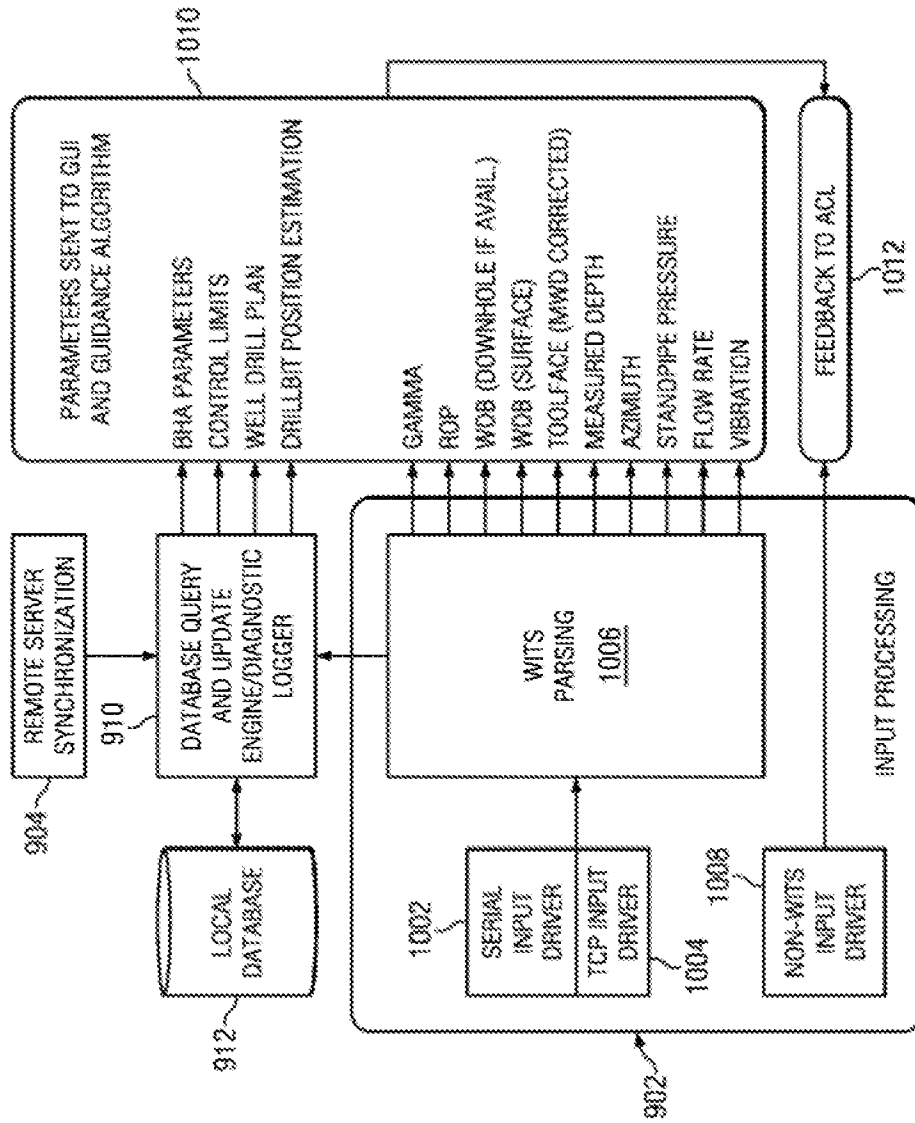 904
REMOTE SERVER
SYNCHRONIZATION
912
LOCAL
DATABASE
910
DATABASE QUERY
AND UPDATE
ENGINE/DIAGNOSTIC
LOGGER
1010
PARAMETERS SENT TO GUI
AND GUIDANCE ALGORITHM
BHA PARAMETERS
CONTROL LIMITS
WELL DRILL PLAN
DRILLBIT POSITION ESTIMATION
GAMMA
ROP
WOB (DOWNHOLE IF AVAIL.)
WOB (SURFACE)
TOOLFACE (MWD CORRECTED)
MEASURED DEPTH
AZIMUTH
STANDPIPE PRESSURE
FLOW RATE
VIBRATION
902
1002
SERIAL
INPUT
DRIVER
TCP INPUT
DRIVER
1004
WITS
PARSING
1006
1008
NON-WITS
INPUT
DRIVER
INPUT PROCESSING
FEEDBACK TO ACL
1012